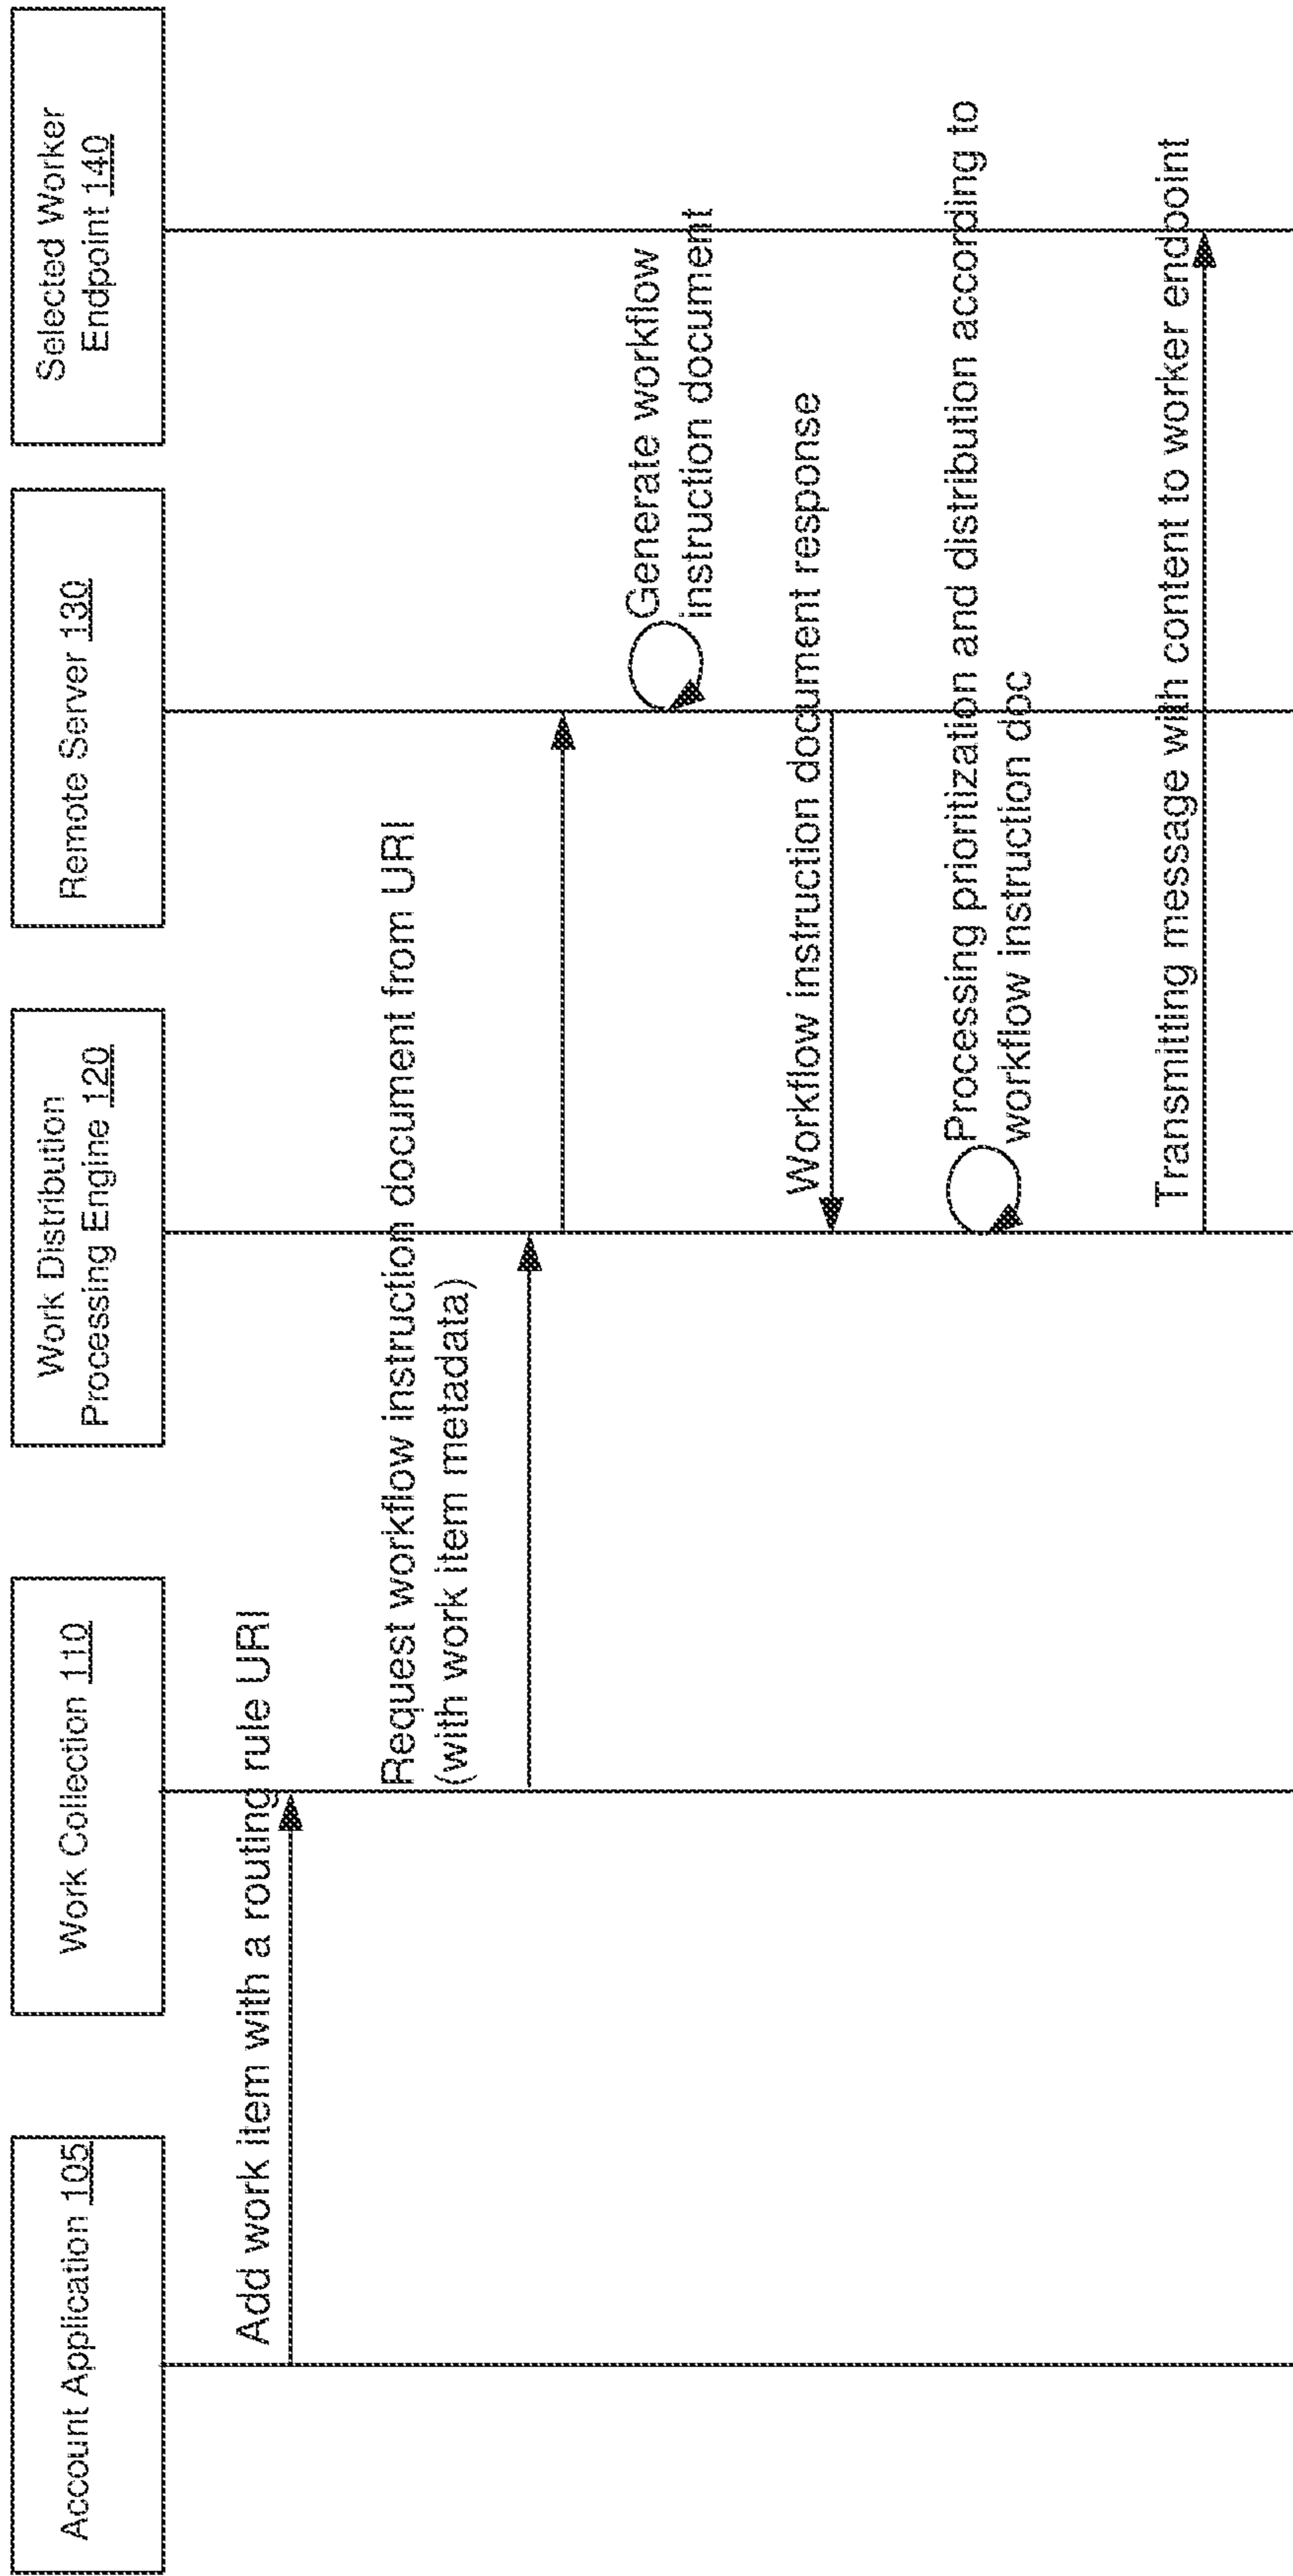 Account Application 105
Work Collection 110
Work Distribution
Processing Engine 120
Remote Server 130
Selected Worker
Endpoint 140
Add work item with a routing rule URI
Request workflow instruction document from URI
(with work item metadata)
Generate workflow
instruction document
Workflow instruction document response
Processing prioritization and distribution according to
workflow instruction doc
Transmitting message with content to worker endpoint